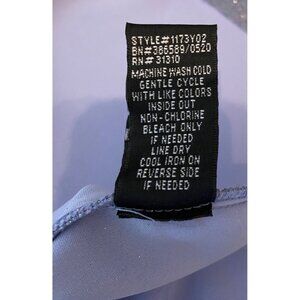 STYLE#1173Y02
BN#386589/0520
RN#31310
MACHINE WASH COLD
GENTLE CYCLE
WITH LIKE COLORS
INSIDE OUT
NON-CHLORINE
BLEACH ONLY
IF NEEDED
LINE DRY
COOL IRON ON
REVERSE SIDE
IF NEEDED